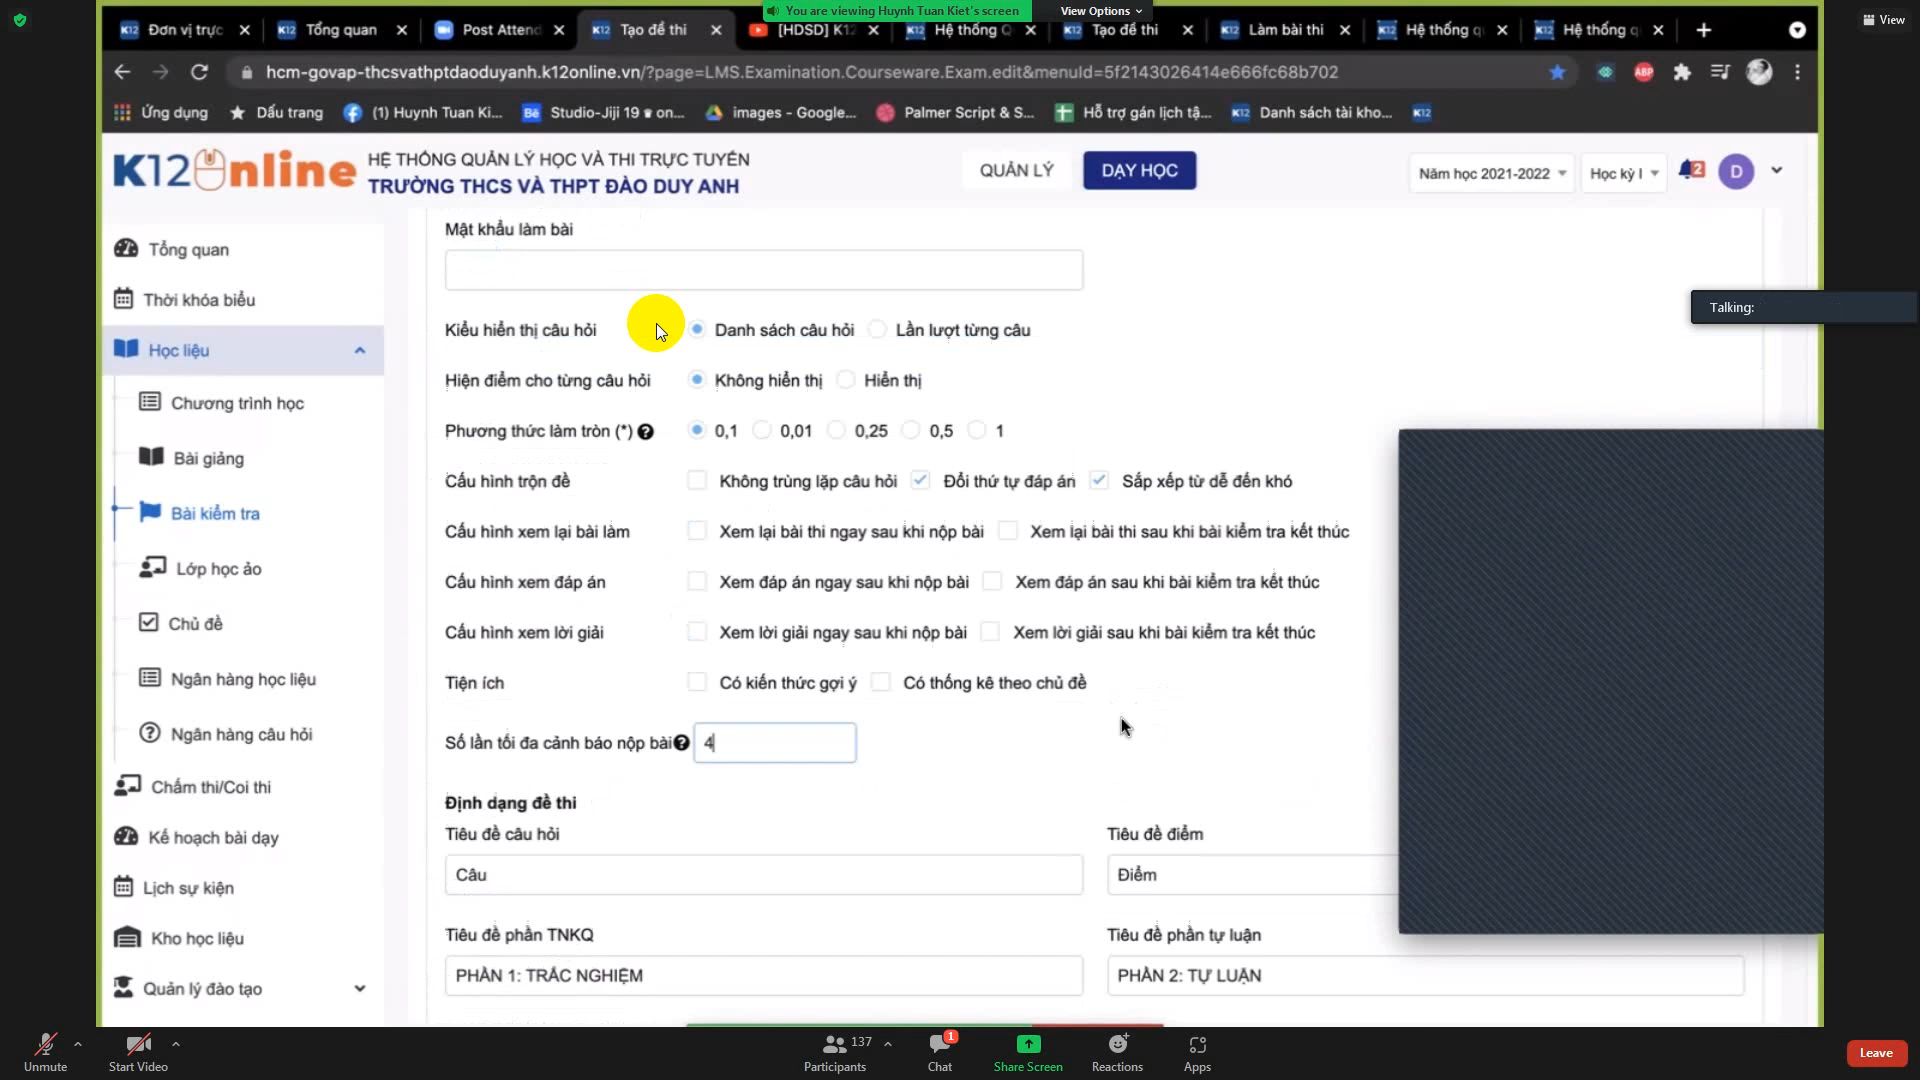 You are viewing Huynh Tuan Kiet's screen
View Options
View
Đơn vị trực
Tổng quan
Post Attend
Tạo đề thi
[HDSD] K1
Hệ thống Q
Tạo đề thi
Làm bài thi
Hệ thống q
Hệ thống q
hcm-govap-thcsvathptdaoduyanh.k12online.vn/?page=LMS.Examination.Courseware.Exam.edit&menuId=5f2143026414e666fc68b702
ABP
Ứng dụng
Dấu trang
(1) Huynh Tuan Ki...
Studio-Jiji 19 ♛ on...
images - Google...
Palmer Script & S...
Hỗ trợ gán lịch tậ...
Danh sách tài kho...
K12
K12Online
HỆ THỐNG QUẢN LÝ HỌC VÀ THI TRỰC TUYẾN
TRƯỜNG THCS VÀ THPT ĐÀO DUY ANH
QUẢN LÝ
DẠY HỌC
Năm học 2021-2022
Học kỳ I
2
D
Tổng quan
Thời khóa biểu
Học liệu
Chương trình học
Bài giảng
Bài kiểm tra
Lớp học ảo
Chủ đề
Ngân hàng học liệu
Ngân hàng câu hỏi
Chấm thi/Coi thi
Kế hoạch bài dạy
Lịch sự kiện
Kho học liệu
Quản lý đào tạo
Mật khẩu làm bài
Kiểu hiển thị câu hỏi
Danh sách câu hỏi
Lần lượt từng câu
Hiện điểm cho từng câu hỏi
Không hiển thị
Hiển thị
Phương thức làm tròn (*)
0,1
0,01
0,25
0,5
1
Cấu hình trộn đề
Không trùng lặp câu hỏi
Đổi thứ tự đáp án
Sắp xếp từ dễ đến khó
Cấu hình xem lại bài làm
Xem lại bài thi ngay sau khi nộp bài
Xem lại bài thi sau khi bài kiểm tra kết thúc
Cấu hình xem đáp án
Xem đáp án ngay sau khi nộp bài
Xem đáp án sau khi bài kiểm tra kết thúc
Cấu hình xem lời giải
Xem lời giải ngay sau khi nộp bài
Xem lời giải sau khi bài kiểm tra kết thúc
Tiện ích
Có kiến thức gợi ý
Có thống kê theo chủ đề
Số lần tối đa cảnh báo nộp bài
4
Định dạng đề thi
Tiêu đề câu hỏi
Tiêu đề điểm
Câu
Điểm
Tiêu đề phần TNKQ
Tiêu đề phần tự luận
PHẦN 1: TRẮC NGHIỆM
PHẦN 2: TỰ LUẬN
Talking:
Unmute
Start Video
137
Participants
1
Chat
Share Screen
Reactions
Apps
Leave